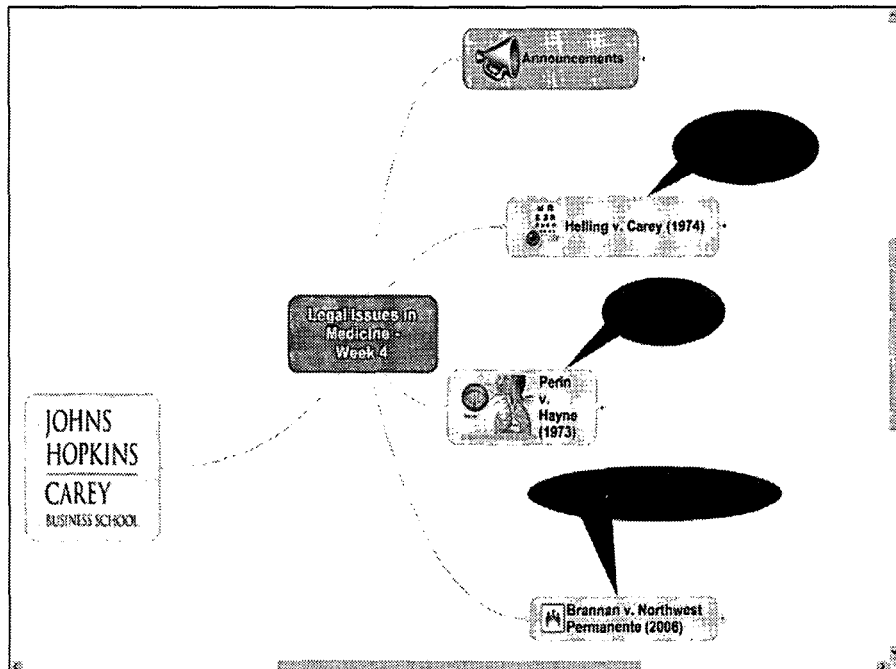 Announcements
Helling v. Carey (1974)
Legal Issues in
Medicine -
Week 4
Perin
v.
Hayne
(1973)
JOHNS
HOPKINS
CAREY
BUSINESS SCHOOL
Brannan v. Northwest
Permanente (2006)